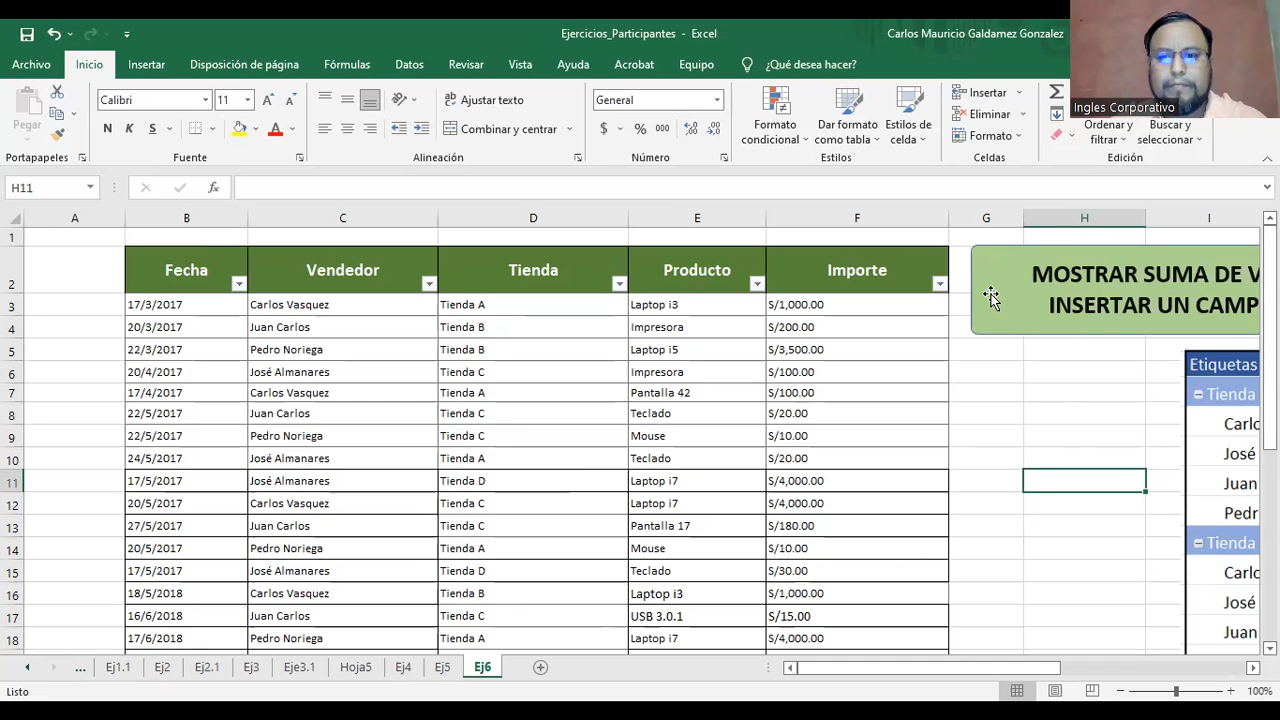 Ejercicios_Participantes - Excel
Carlos Mauricio Galdamez Gonzalez
Ingles Corporativo
Archivo Inicio Insertar Disposición de página Fórmulas Datos Revisar Vista Ayuda Acrobat Equipo ¿Qué desea hacer?
Pegar
Calibri 11
N K S
Ajustar texto
Combinar y centrar
General
$ % 000
Formato condicional
Dar formato como tabla
Estilos de celda
Insertar
Eliminar
Formato
Ordenar y filtrar
Buscar y seleccionar
Portapapeles Fuente Alineación Número Estilos Celdas Edición
H11 fx
A B C D E F G H I
1
2 Fecha Vendedor Tienda Producto Importe
3 17/3/2017 Carlos Vasquez Tienda A Laptop i3 S/1,000.00
4 20/3/2017 Juan Carlos Tienda B Impresora S/200.00
5 22/3/2017 Pedro Noriega Tienda B Laptop i5 S/3,500.00
6 20/4/2017 José Almanares Tienda C Impresora S/100.00
7 17/4/2017 Carlos Vasquez Tienda A Pantalla 42 S/100.00
8 22/5/2017 Juan Carlos Tienda C Teclado S/20.00
9 22/5/2017 Pedro Noriega Tienda C Mouse S/10.00
10 24/5/2017 José Almanares Tienda A Teclado S/20.00
11 17/5/2017 José Almanares Tienda D Laptop i7 S/4,000.00
12 20/5/2017 Carlos Vasquez Tienda C Laptop i7 S/4,000.00
13 27/5/2017 Juan Carlos Tienda C Pantalla 17 S/180.00
14 20/5/2017 Pedro Noriega Tienda A Mouse S/10.00
15 17/5/2017 José Almanares Tienda D Teclado S/30.00
16 18/5/2018 Carlos Vasquez Tienda B Laptop i3 S/1,000.00
17 16/6/2018 Juan Carlos Tienda C USB 3.0.1 S/15.00
18 17/6/2018 Pedro Noriega Tienda A Laptop i7 S/4,000.00
MOSTRAR SUMA DE V
INSERTAR UN CAMP
Etiquetas
Tienda
Carlo
José
Juan
Pedr
Tienda
Carlo
José
Juan
... Ej1.1 Ej2 Ej2.1 Ej3 Eje3.1 Hoja5 Ej4 Ej5 Ej6
Listo
100%